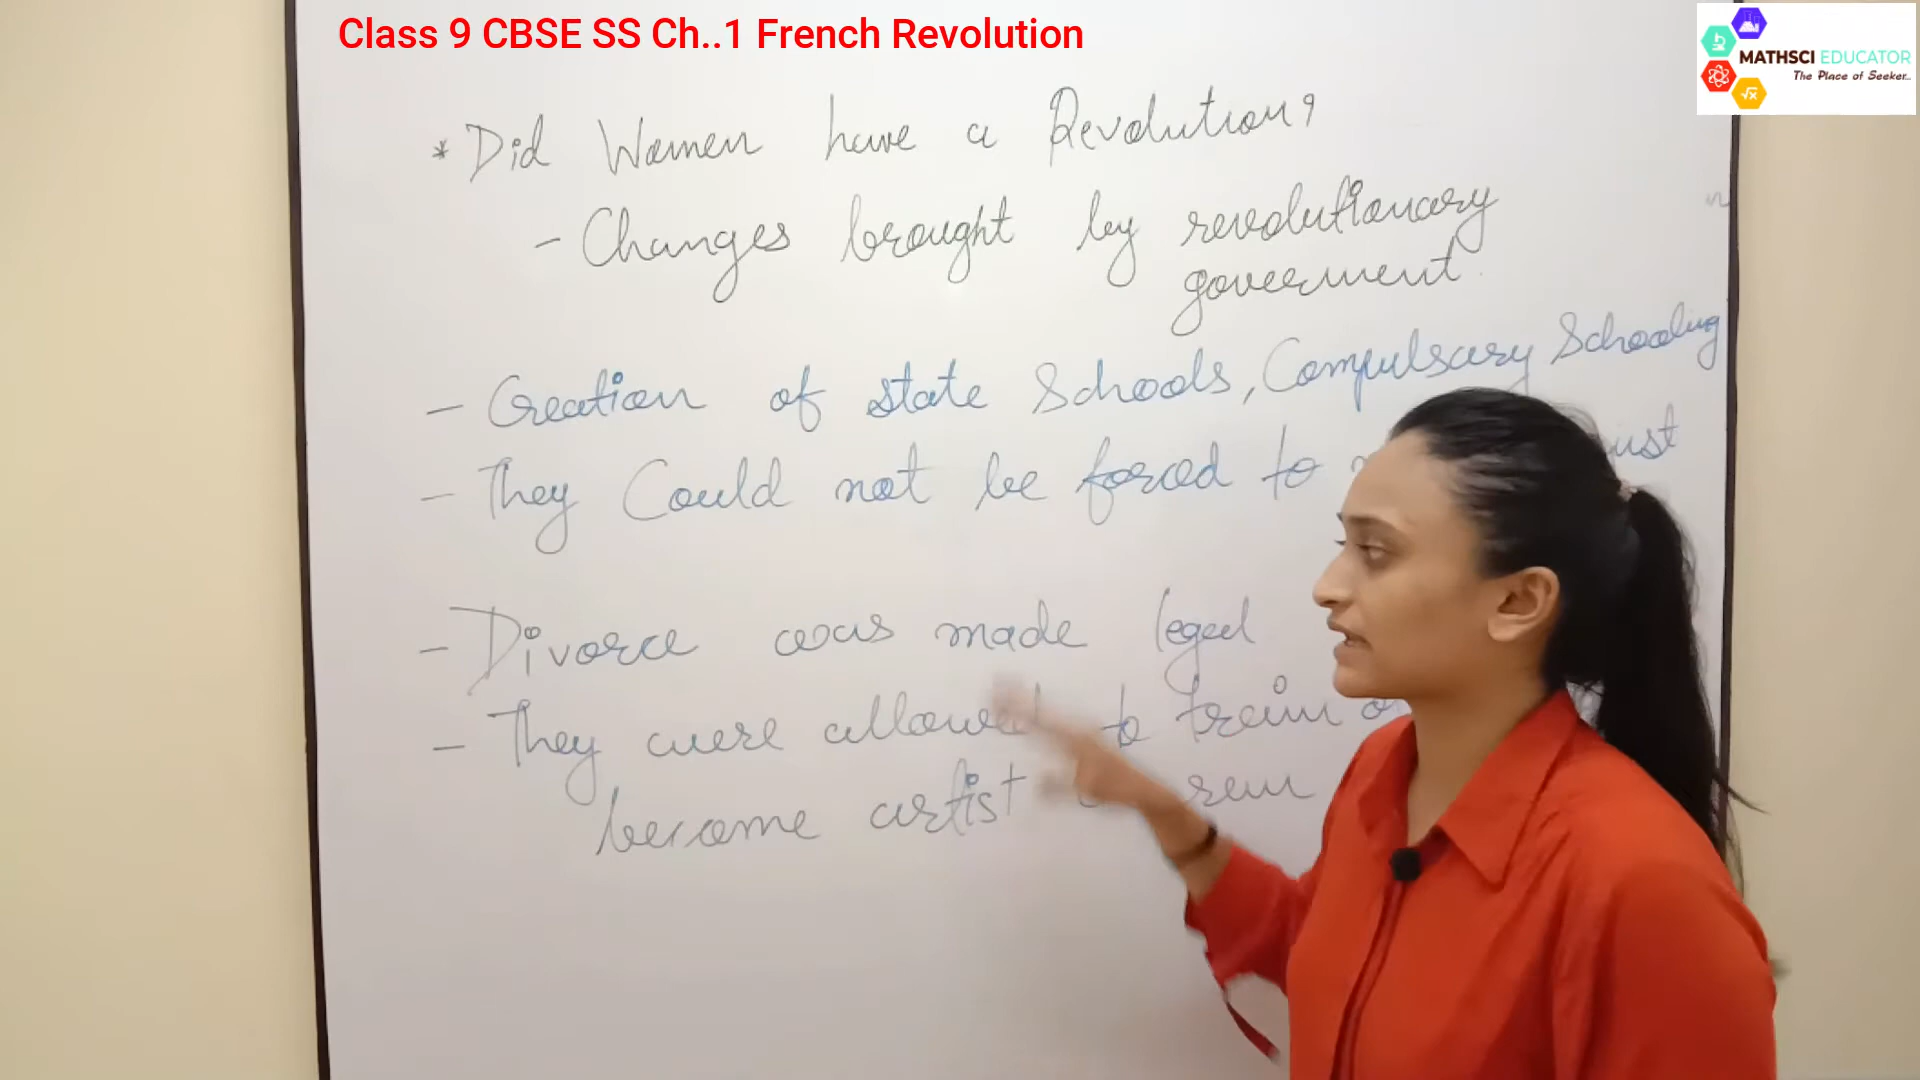 Class 9 CBSE SS Ch..1 French Revolution
MATHSCI EDUCATOR
The Place of Seeker...
* Did Women have a Revolution?
- Changes brought by revolutionary
goverment
- Creation of state Schools, Compulsary Schooling
- They Could not be forced to
- Divorce was made legal
- They were allowed to train
become artist